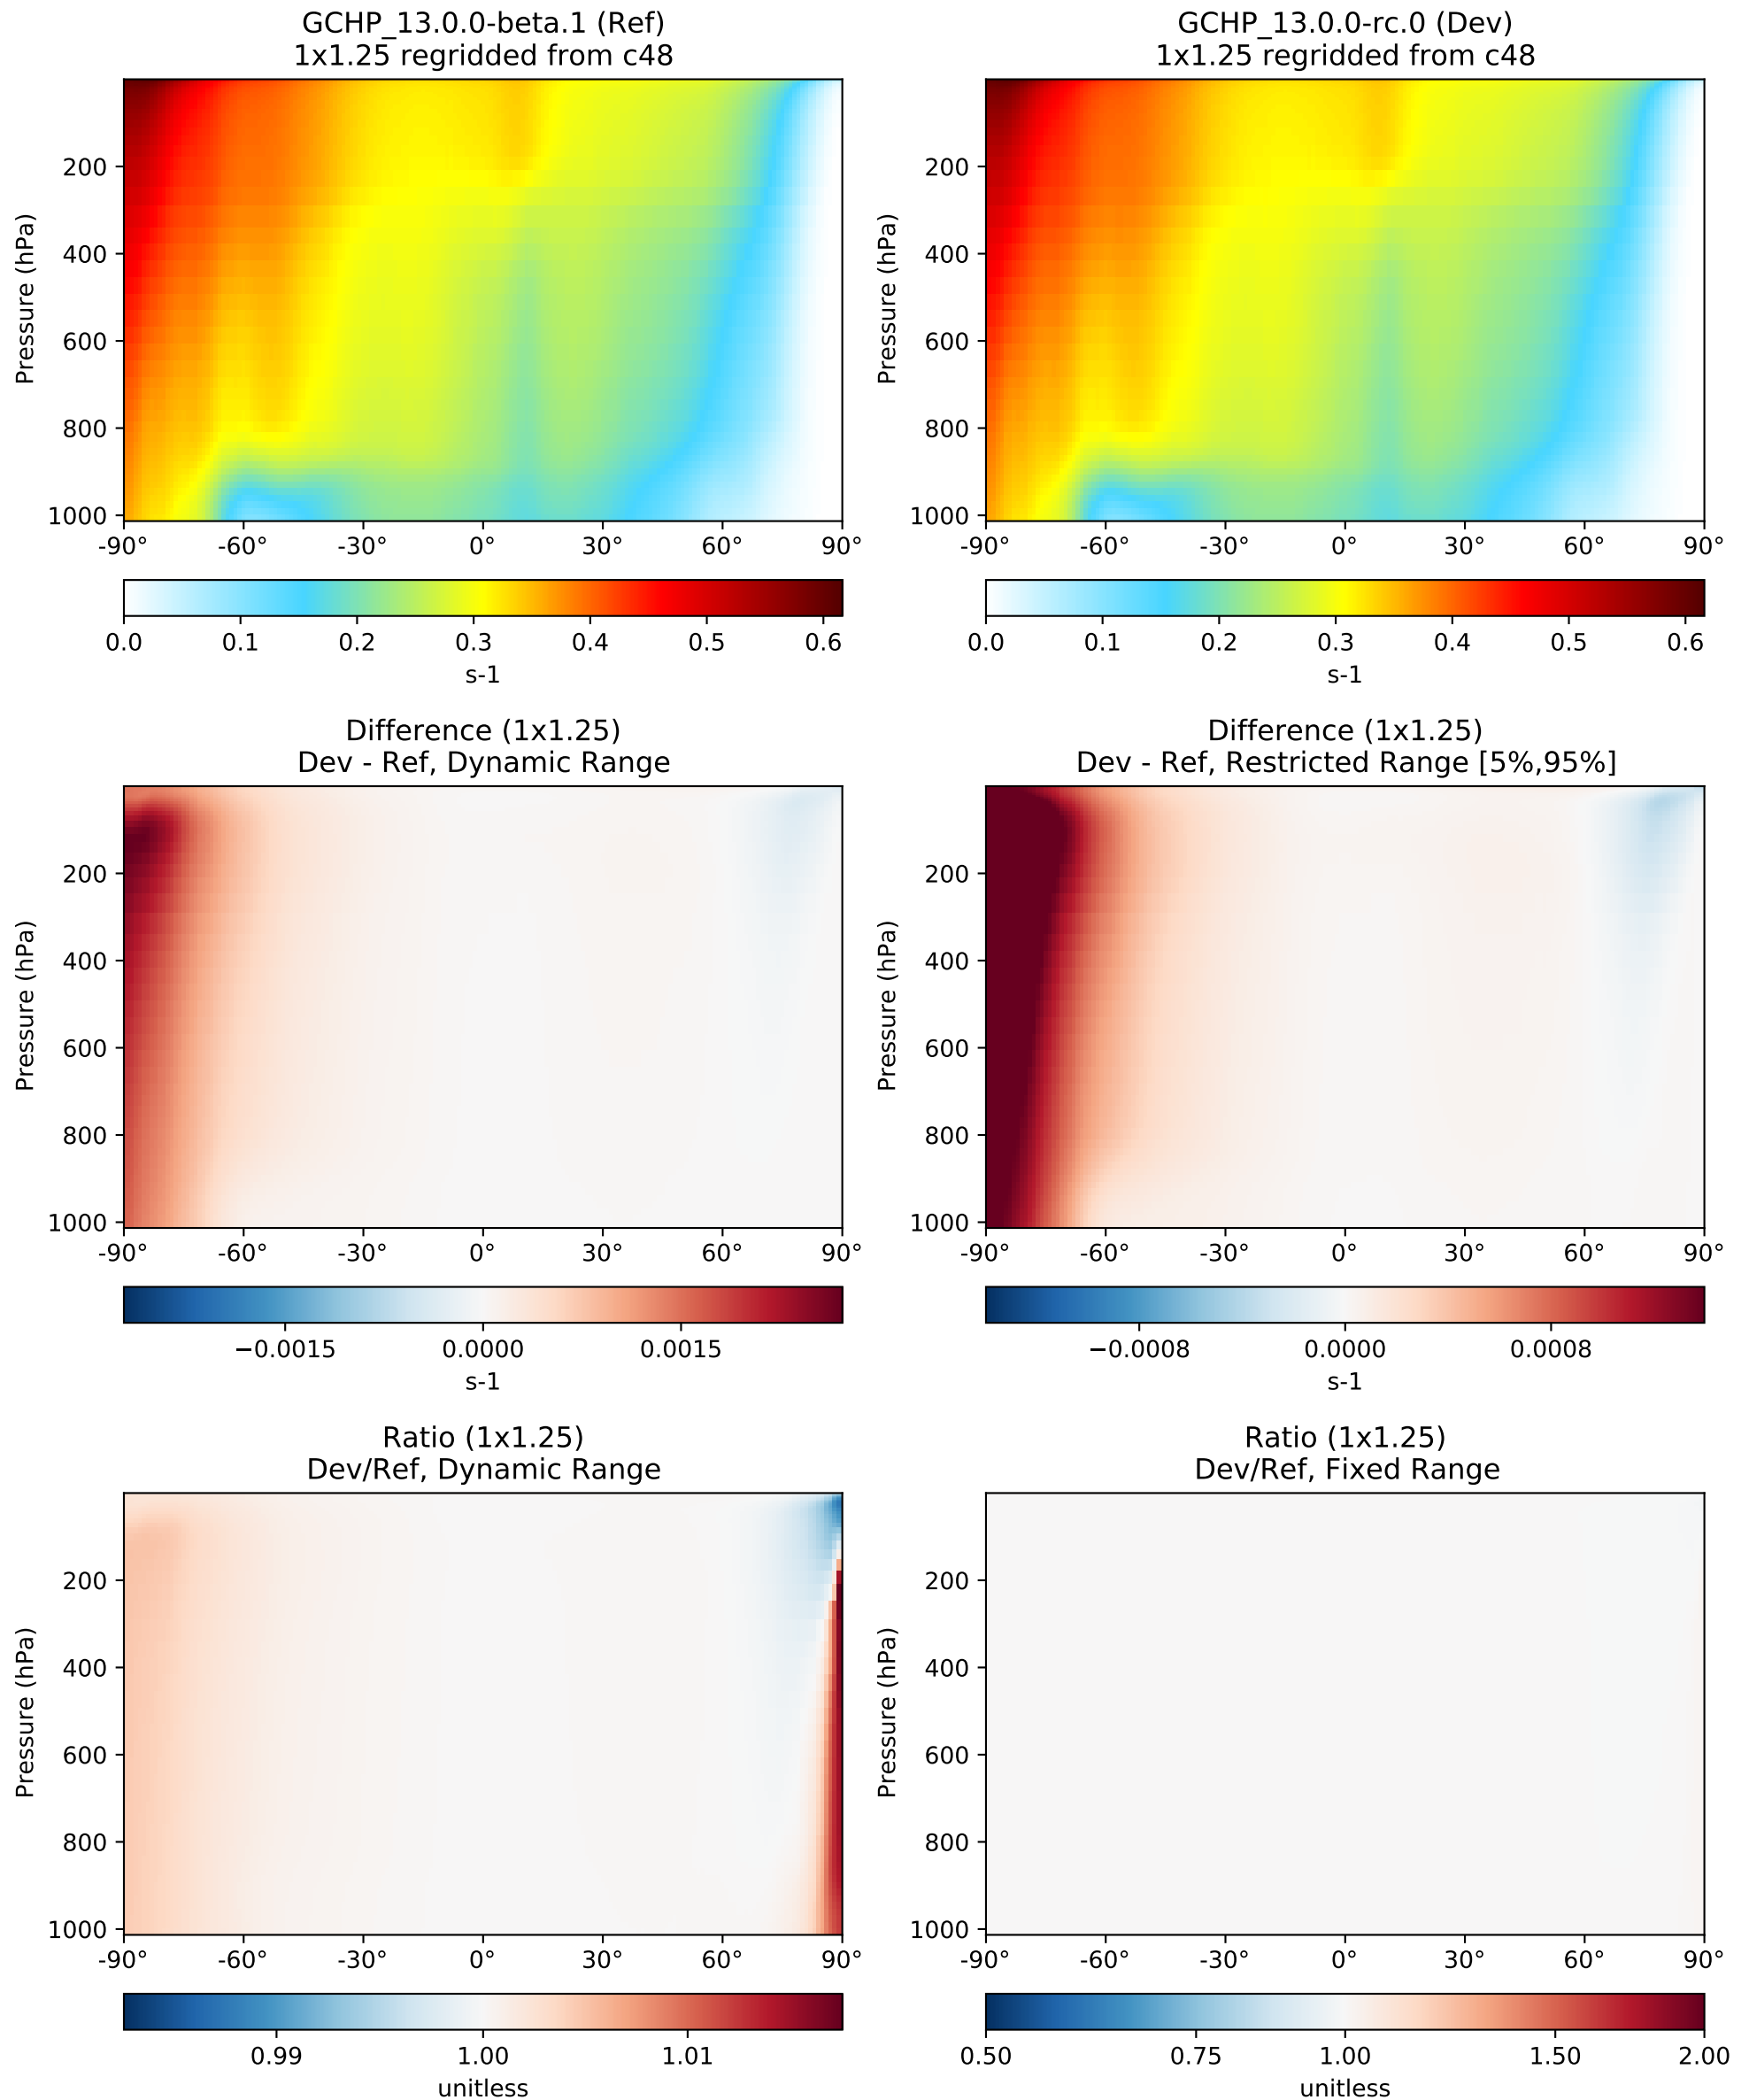 GCHP_13.0.0-beta.1 (Ref)
1x1.25 regridded from c48
Pressure (hPa)
200
400
600
800
1000
-90° -60° -30° 0° 30° 60° 90°
0.0 0.1 0.2 0.3 0.4 0.5 0.6
s-1
GCHP_13.0.0-rc.0 (Dev)
1x1.25 regridded from c48
Pressure (hPa)
200
400
600
800
1000
-90° -60° -30° 0° 30° 60° 90°
0.0 0.1 0.2 0.3 0.4 0.5 0.6
s-1
Difference (1x1.25)
Dev - Ref, Dynamic Range
Pressure (hPa)
200
400
600
800
1000
-90° -60° -30° 0° 30° 60° 90°
−0.0015 0.0000 0.0015
s-1
Difference (1x1.25)
Dev - Ref, Restricted Range [5%,95%]
Pressure (hPa)
200
400
600
800
1000
-90° -60° -30° 0° 30° 60° 90°
−0.0008 0.0000 0.0008
s-1
Ratio (1x1.25)
Dev/Ref, Dynamic Range
Pressure (hPa)
200
400
600
800
1000
-90° -60° -30° 0° 30° 60° 90°
0.99 1.00 1.01
unitless
Ratio (1x1.25)
Dev/Ref, Fixed Range
Pressure (hPa)
200
400
600
800
1000
-90° -60° -30° 0° 30° 60° 90°
0.50 0.75 1.00 1.50 2.00
unitless